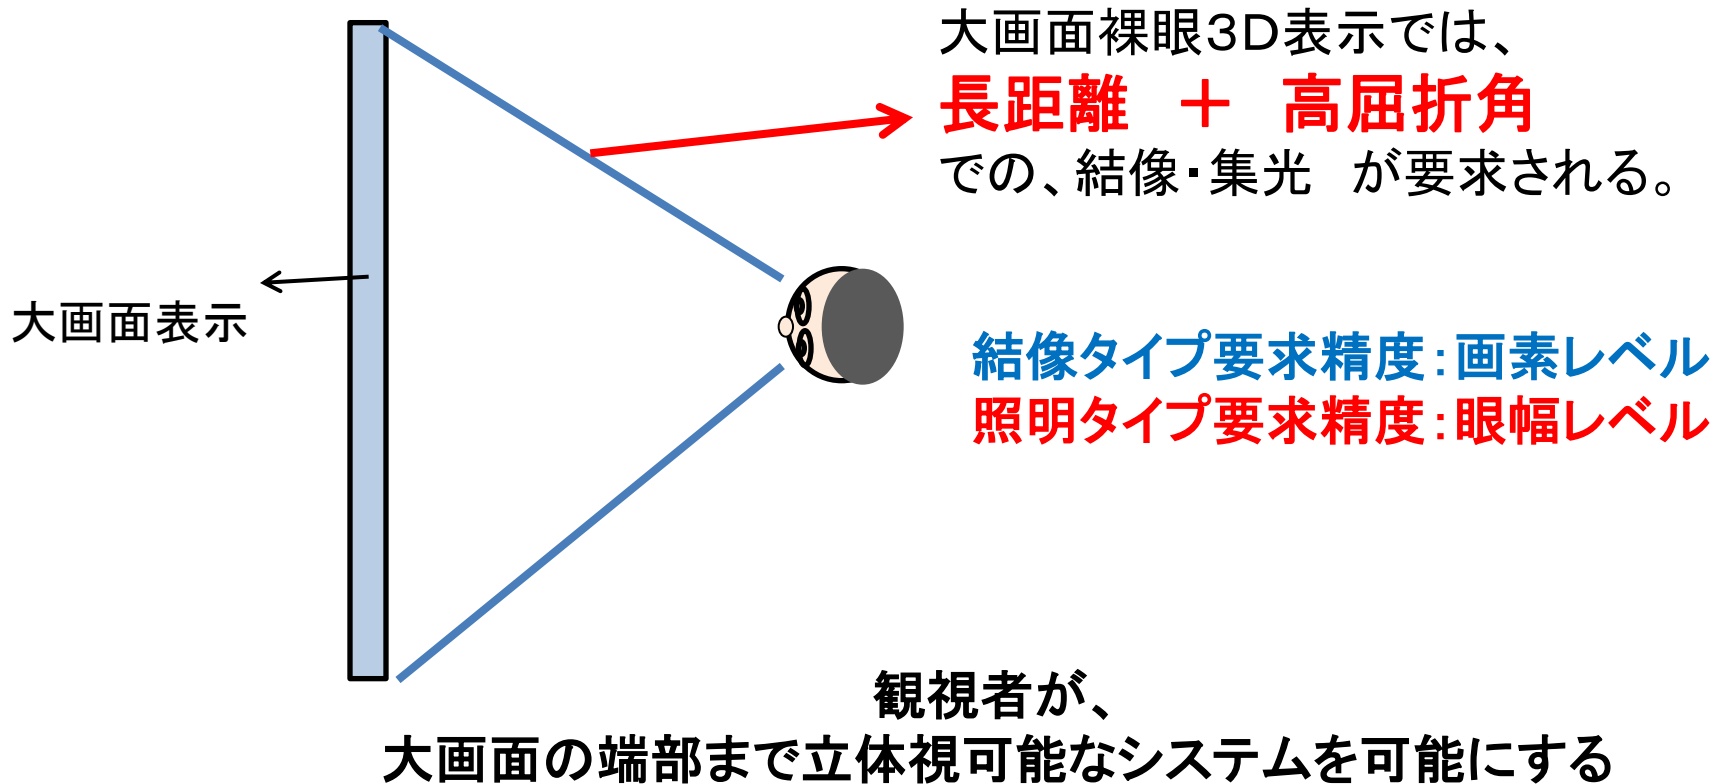 大画面裸眼3D表示では、
長距離　＋　高屈折角
での、結像・集光　が要求される。
大画面表示
結像タイプ要求精度：画素レベル
照明タイプ要求精度：眼幅レベル
観視者が、
大画面の端部まで立体視可能なシステムを可能にする